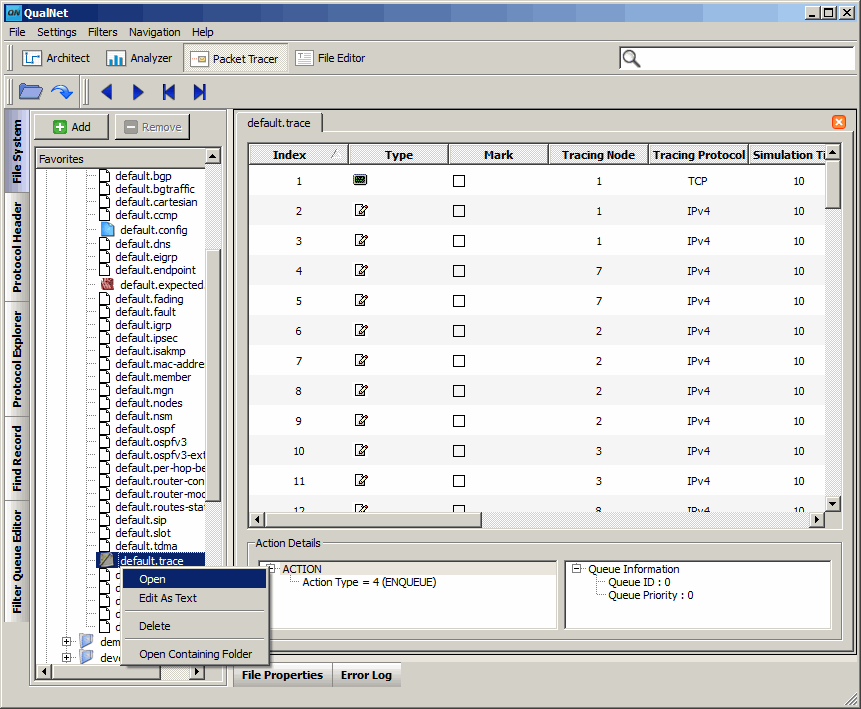 QN QualNet
File Settings Filters Navigation Help
Architect Analyzer Packet Tracer File Editor
File System
Protocol Header
Protocol Explorer
Find Record
Filter Queue Editor
Add Remove
Favorites
default.bgp
default.bgtraffic
default.cartesian
default.ccmp
default.config
default.dns
default.eigrp
default.endpoint
default.expected.
default.fading
default.fault
default.igrp
default.ipsec
default.isakmp
default.mac-addre
default.member
default.mgn
default.nodes
default.nsm
default.ospf
default.ospfv3
default.ospfv3-ext
default.per-hop-be
default.router-con
default.router-mod
default.routes-stat
default.sip
default.slot
default.tdma
default.trace
d
d
d
d
d
dem
deve
Open
Edit As Text
Delete
Open Containing Folder
default.trace
Index Type Mark Tracing Node Tracing Protocol Simulation Ti
1 1 TCP 10
2 1 IPv4 10
3 1 IPv4 10
4 7 IPv4 10
5 7 IPv4 10
6 2 IPv4 10
7 2 IPv4 10
8 2 IPv4 10
9 2 IPv4 10
10 3 IPv4 10
11 3 IPv4 10
12 8 IPv4 10
Action Details
ACTION
Action Type = 4 (ENQUEUE)
Queue Information
Queue ID : 0
Queue Priority : 0
File Properties Error Log